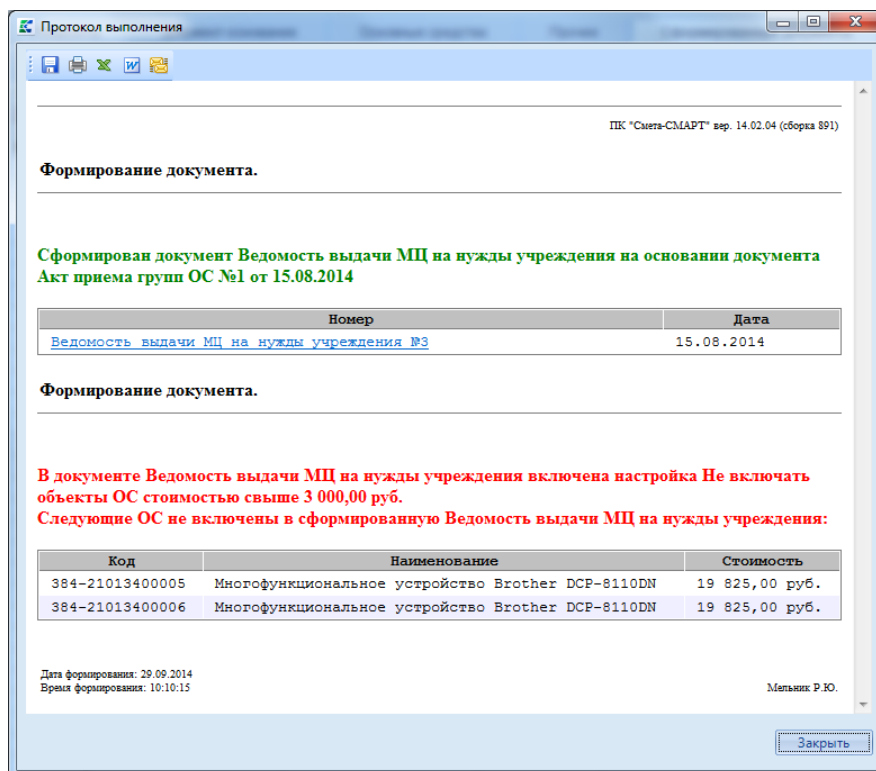 Протокол выполнения
ПК "Смета-СМАРТ" вер. 14.02.04 (сборка 891)
Формирование документа.
Сформирован документ Ведомость выдачи МЦ на нужды учреждения на основании документа
Акт приема групп ОС №1 от 15.08.2014
Номер Дата
Ведомость выдачи МЦ на нужды учреждения №3 15.08.2014
Формирование документа.
В документе Ведомость выдачи МЦ на нужды учреждения включена настройка Не включать
объекты ОС стоимостью свыше 3 000,00 руб.
Следующие ОС не включены в сформированную Ведомость выдачи МЦ на нужды учреждения:
Код Наименование Стоимость
384-21013400005 Многофункциональное устройство Brother DCP-8110DN 19 825,00 руб.
384-21013400006 Многофункциональное устройство Brother DCP-8110DN 19 825,00 руб.
Дата формирования: 29.09.2014
Время формирования: 10:10:15 Мельник Р.Ю.
Закрыть